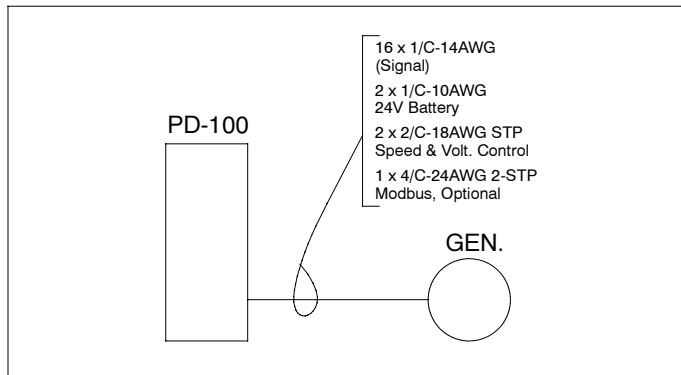 16 x 1/C-14AWG
(Signal)
2 x 1/C-10AWG
24V Battery
2 x 2/C-18AWG STP
Speed & Volt. Control
1 x 4/C-24AWG 2-STP
Modbus, Optional
PD-100
GEN.